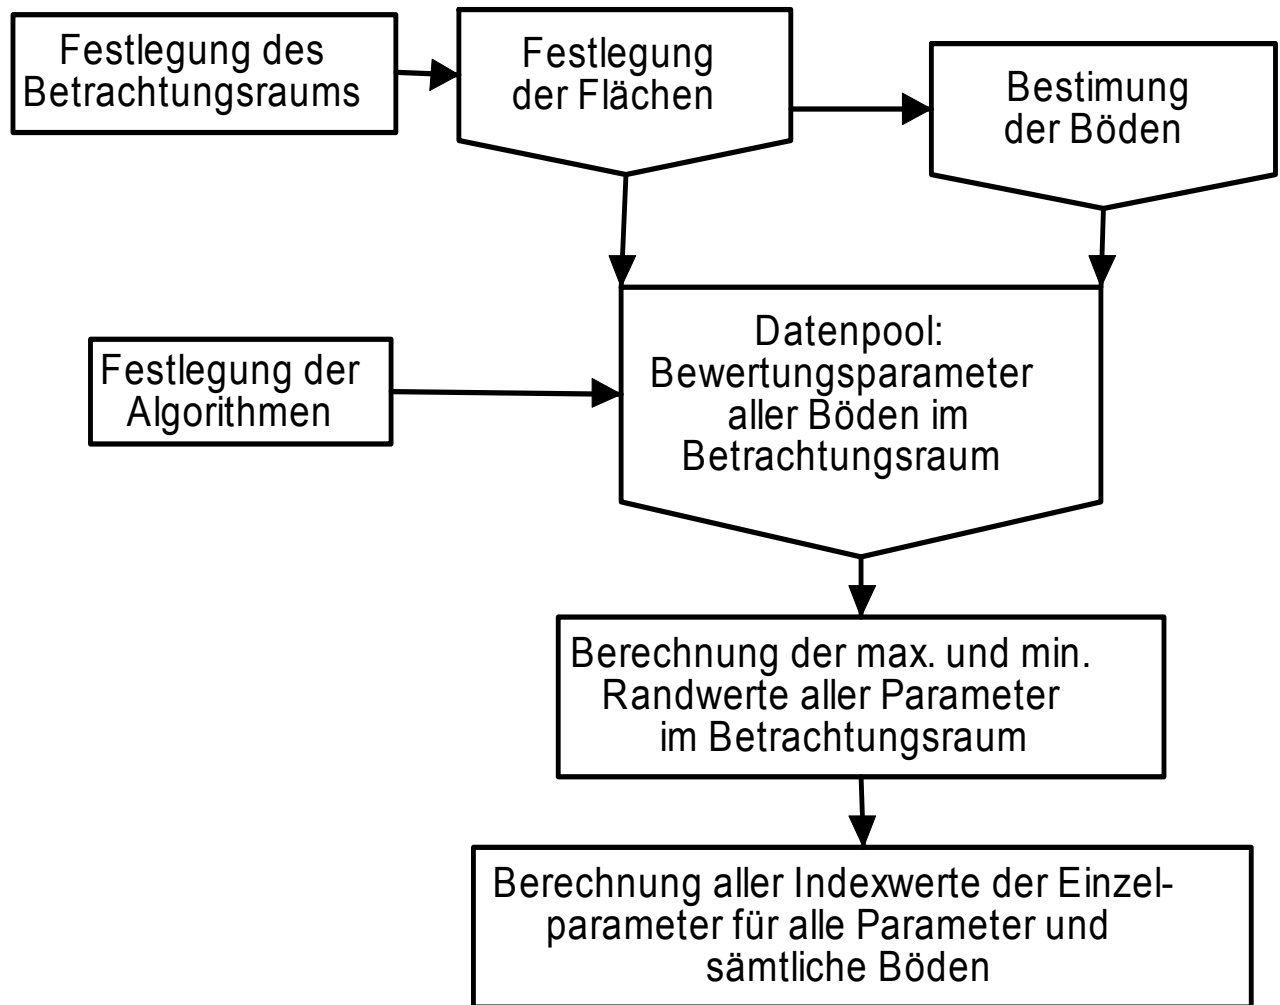 Festlegung des
Betrachtungsraums
Festlegung
der Flächen
Bestimung
der Böden
Datenpool:
Bewertungsparameter
aller Böden im
Betrachtungsraum
Festlegung der
Algorithmen
Berechnung der max. und min.
Randwerte aller Parameter
im Betrachtungsraum
Berechnung aller Indexwerte der Einzel-
parameter für alle Parameter und
sämtliche Böden